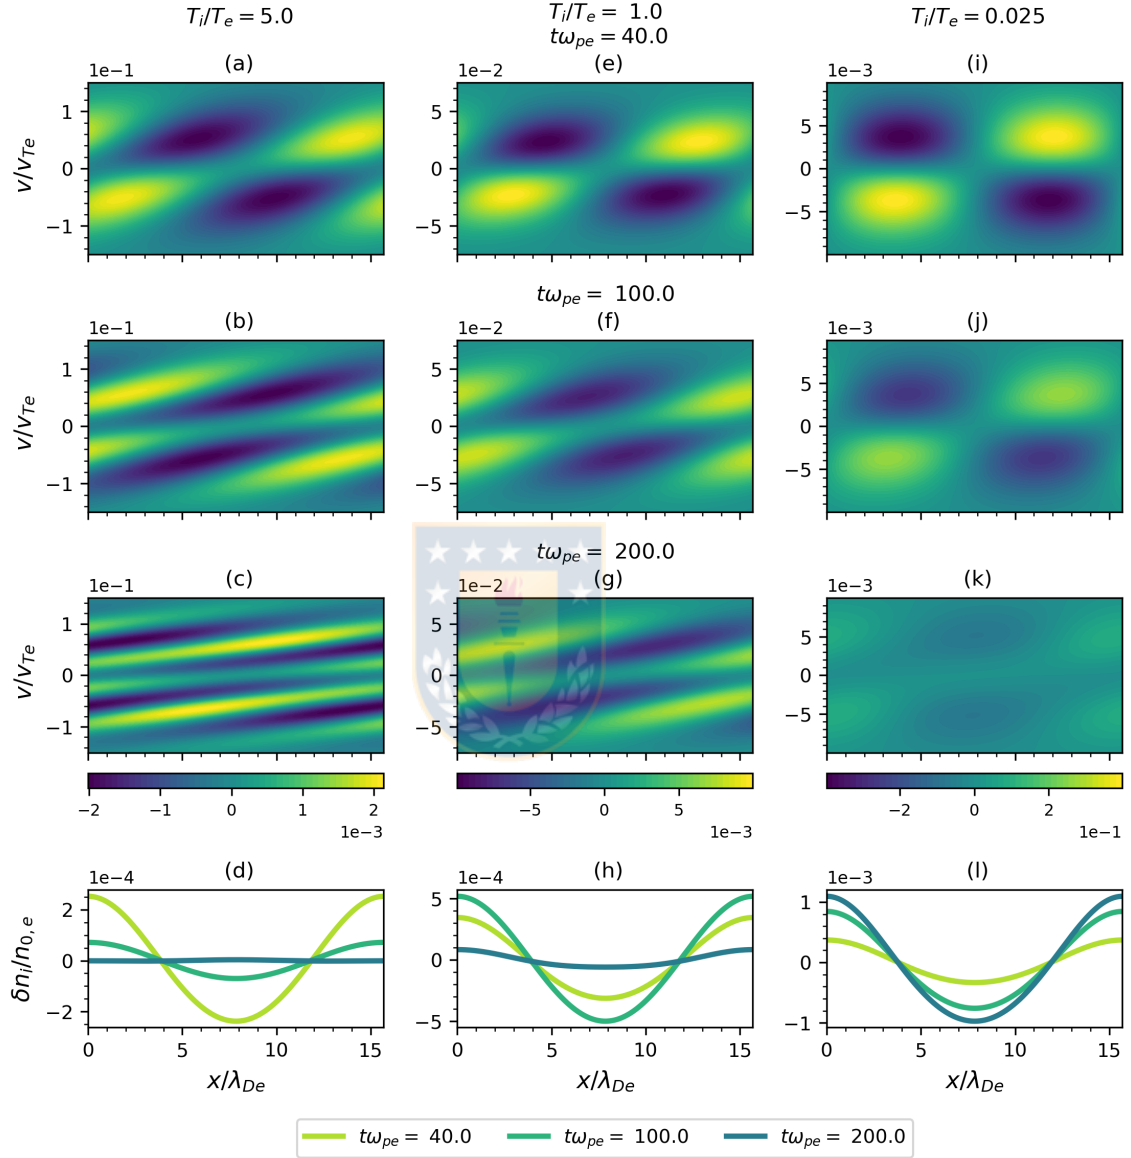 T_i/T_e = 5.0
T_i/T_e = 1.0
T_i/T_e = 0.025
tω_pe = 40.0
(a) (e) (i)
1e−1 1e−2 1e−3
v/v_Te
1 0 −1
5 0 −5
5 0 −5
tω_pe = 100.0
(b) (f) (j)
1e−1 1e−2 1e−3
v/v_Te
1 0 −1
5 0 −5
5 0 −5
tω_pe = 200.0
(c) (g) (k)
1e−1 1e−2 1e−3
v/v_Te
1 0 −1
5 0 −5
5 0 −5
−2 −1 0 1 2
−5 0 5
−2 0 2
1e−3 1e−3 1e−1
(d) (h) (l)
1e−4 1e−4 1e−3
δn_i/n_0,e
2 0 −2
5 0 −5
1 0 −1
0 5 10 15
0 5 10 15
0 5 10 15
x/λ_De x/λ_De x/λ_De
tω_pe = 40.0 tω_pe = 100.0 tω_pe = 200.0